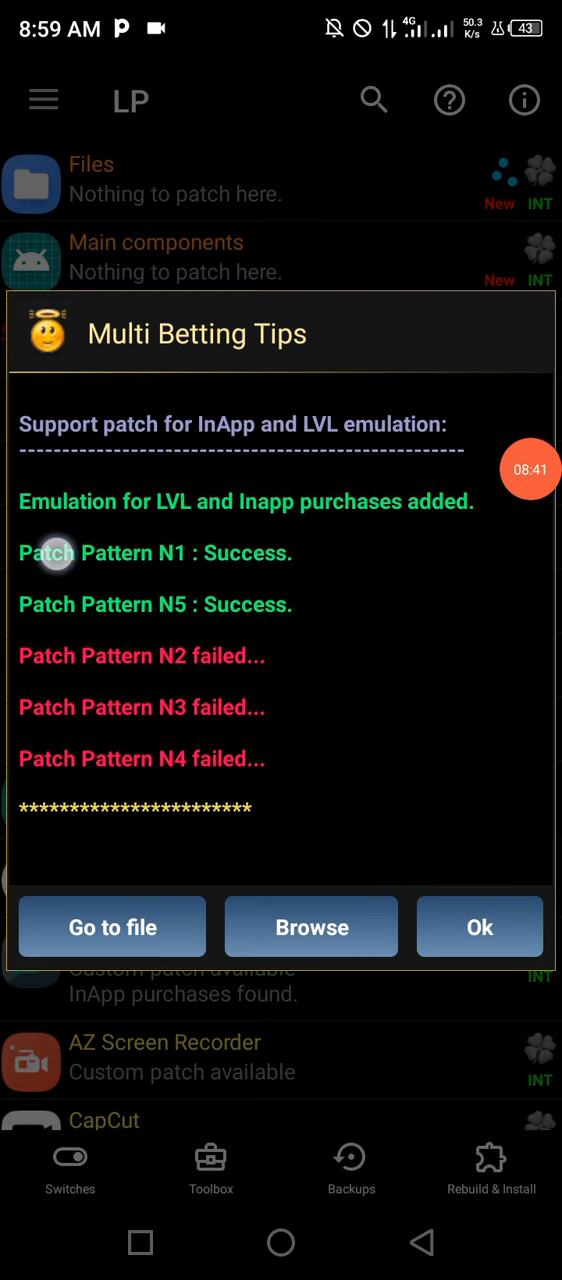 8:59 AM
4G
50.3
K/s
43
LP
Files
Nothing to patch here.
New INT
Main components
Nothing to patch here.
New INT
Multi Betting Tips
Support patch for InApp and LVL emulation:
----------------------------------------------------
08:41
Emulation for LVL and Inapp purchases added.
Patch Pattern N1 : Success.
Patch Pattern N5 : Success.
Patch Pattern N2 failed...
Patch Pattern N3 failed...
Patch Pattern N4 failed...
***********************
Go to file
Browse
Ok
Custom patch available
InApp purchases found.
INT
AZ Screen Recorder
Custom patch available
INT
CapCut
Switches
Toolbox
Backups
Rebuild & Install